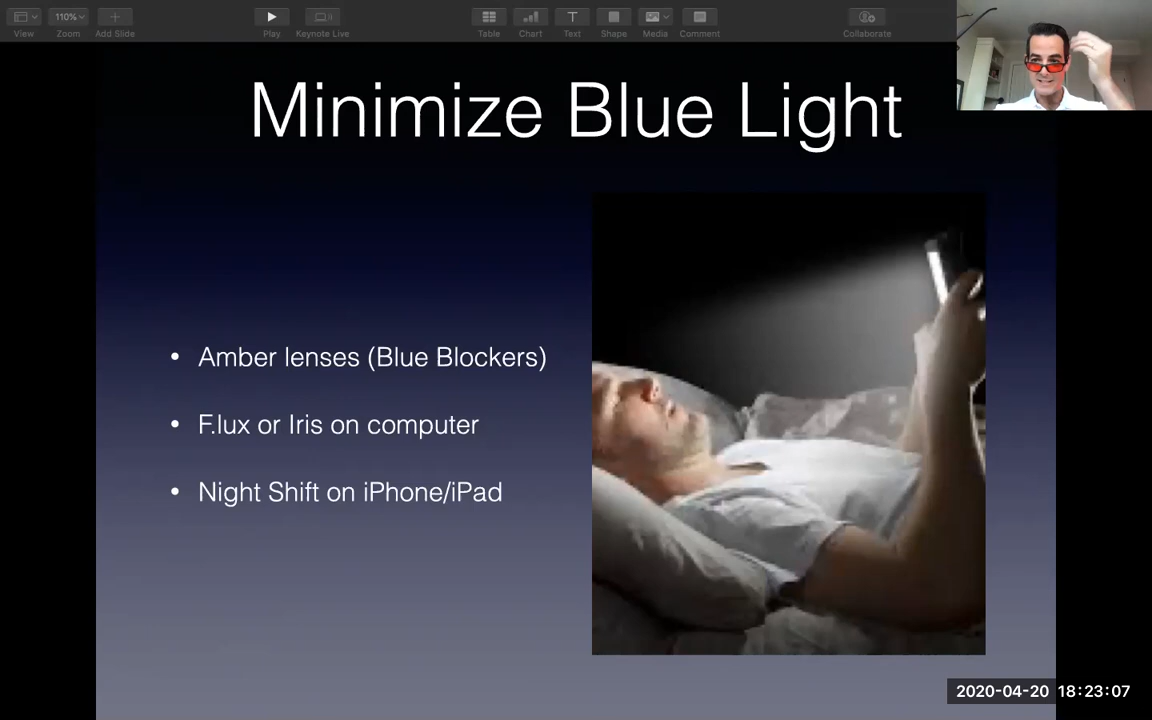 110%
View
Zoom
Add Slide
Play
Keynote Live
Table
Chart
Text
Shape
Media
Comment
Collaborate
Minimize Blue Light
• Amber lenses (Blue Blockers)
• F.lux or Iris on computer
• Night Shift on iPhone/iPad
2020-04-20 18:23:07